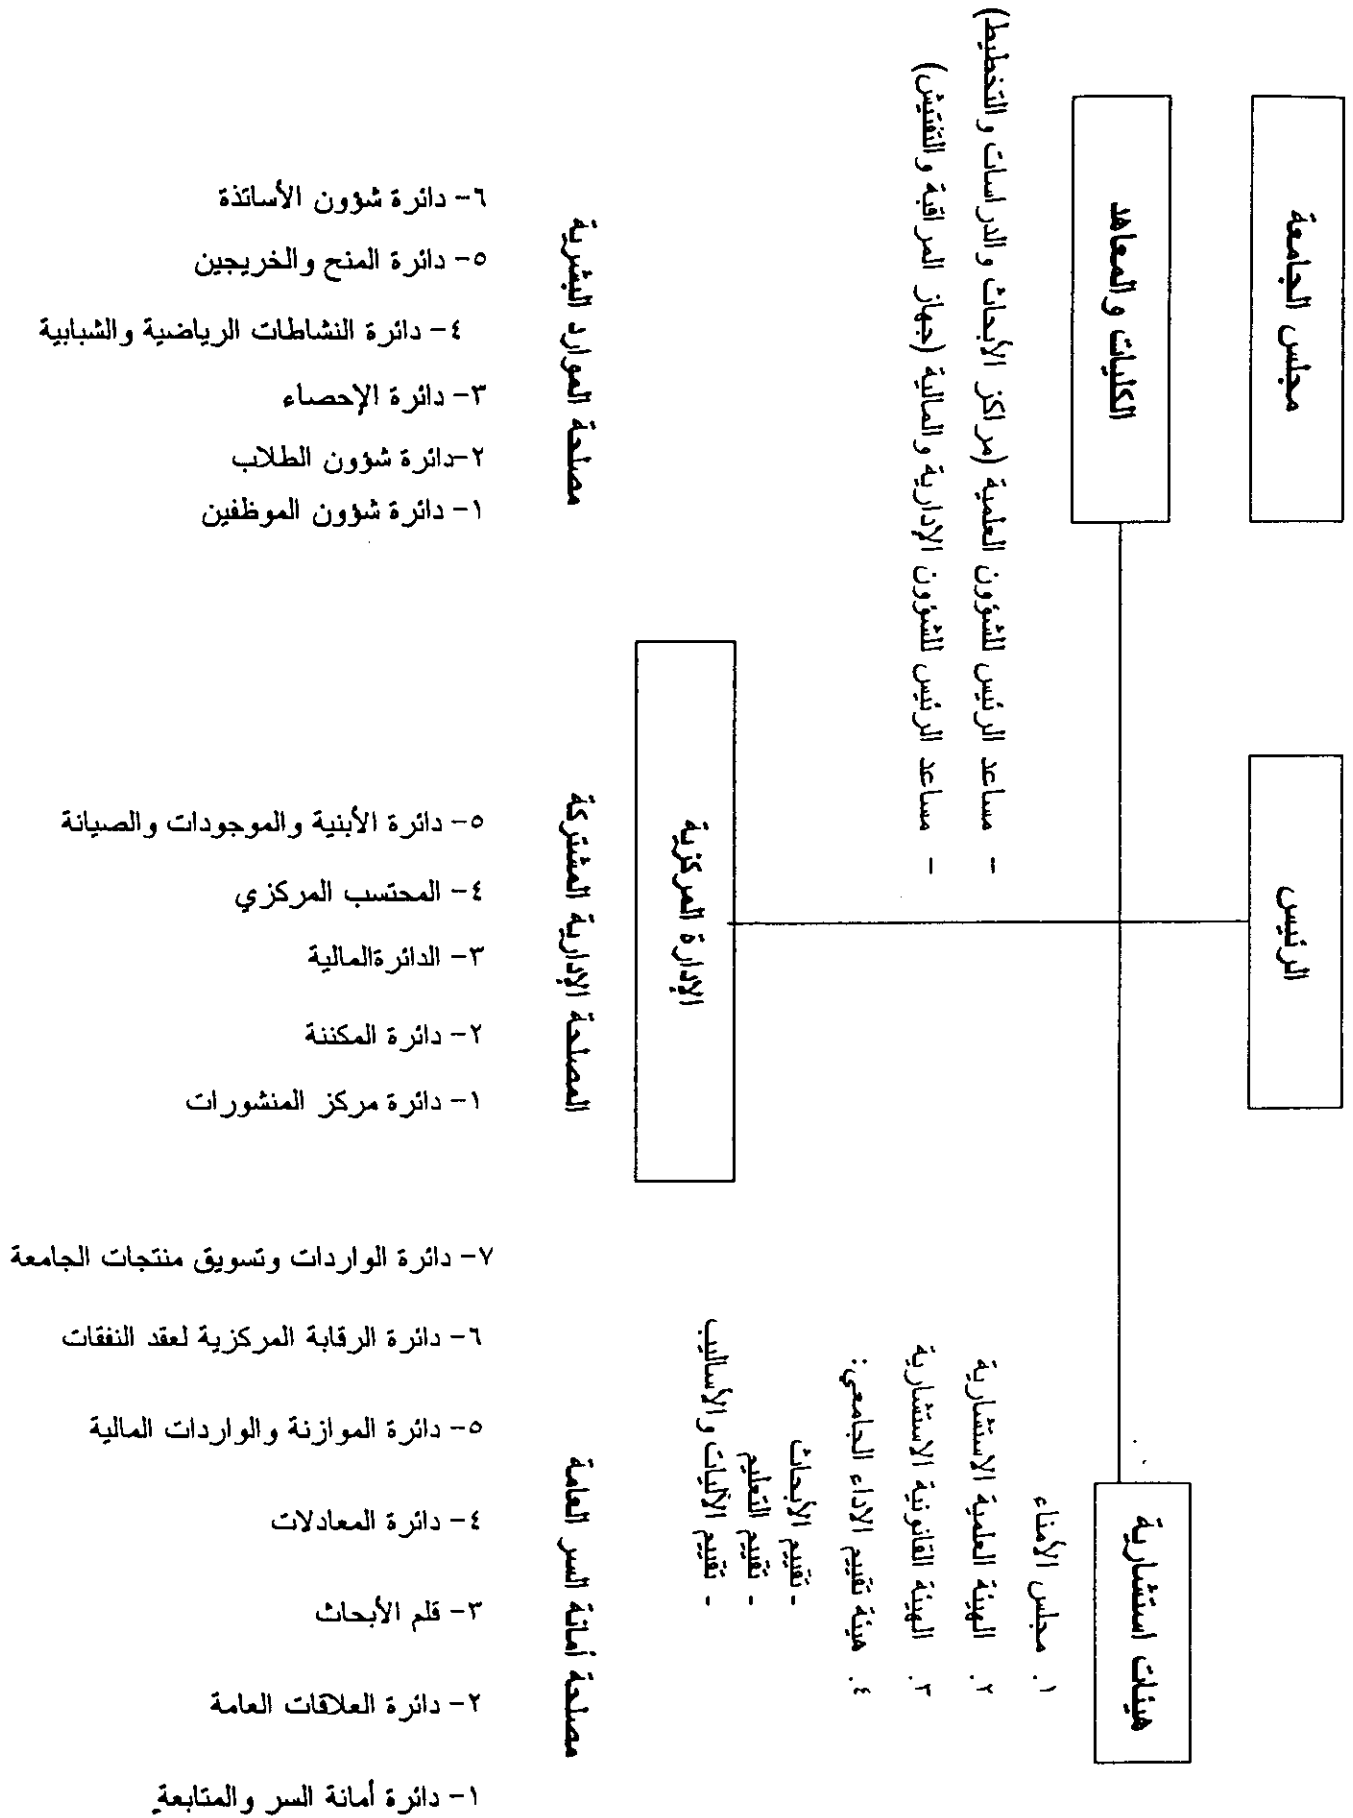 مجلس الجامعة
الرئيس
الكليات والمعاهد
هيئات استشارية
١. مجلس الأمناء
٢. الهيئة العلمية الاستشارية
٣. الهيئة القانونية الاستشارية
٤. هيئة تقييم الاداء الجامعي:
- تقييم الأبحاث
- تقييم التعليم
- تقييم الآليات والأساليب
- مساعد الرئيس للشؤون العلمية (مراكز الأبحاث والدراسات والتخطيط)
- مساعد الرئيس للشؤون الإدارية والمالية (جهاز المراقبة والتفتيش)
الإدارة المركزية
مصلحة أمانة السر العامة
١- دائرة أمانة السر والمتابعة
٢- دائرة العلاقات العامة
٣- قلم الأبحاث
٤- دائرة المعادلات
٥- دائرة الموازنة والواردات المالية
٦- دائرة الرقابة المركزية لعقد النفقات
٧- دائرة الواردات وتسويق منتجات الجامعة
المصلحة الإدارية المشتركة
١- دائرة مركز المنشورات
٢- دائرة المكننة
٣- الدائرةالمالية
٤- المحتسب المركزي
٥- دائرة الأبنية والموجودات والصيانة
مصلحة الموارد البشرية
١- دائرة شؤون الموظفين
٢-دائرة شؤون الطلاب
٣- دائرة الإحصاء
٤- دائرة النشاطات الرياضية والشبابية
٥- دائرة المنح والخريجين
٦- دائرة شؤون الأساتذة